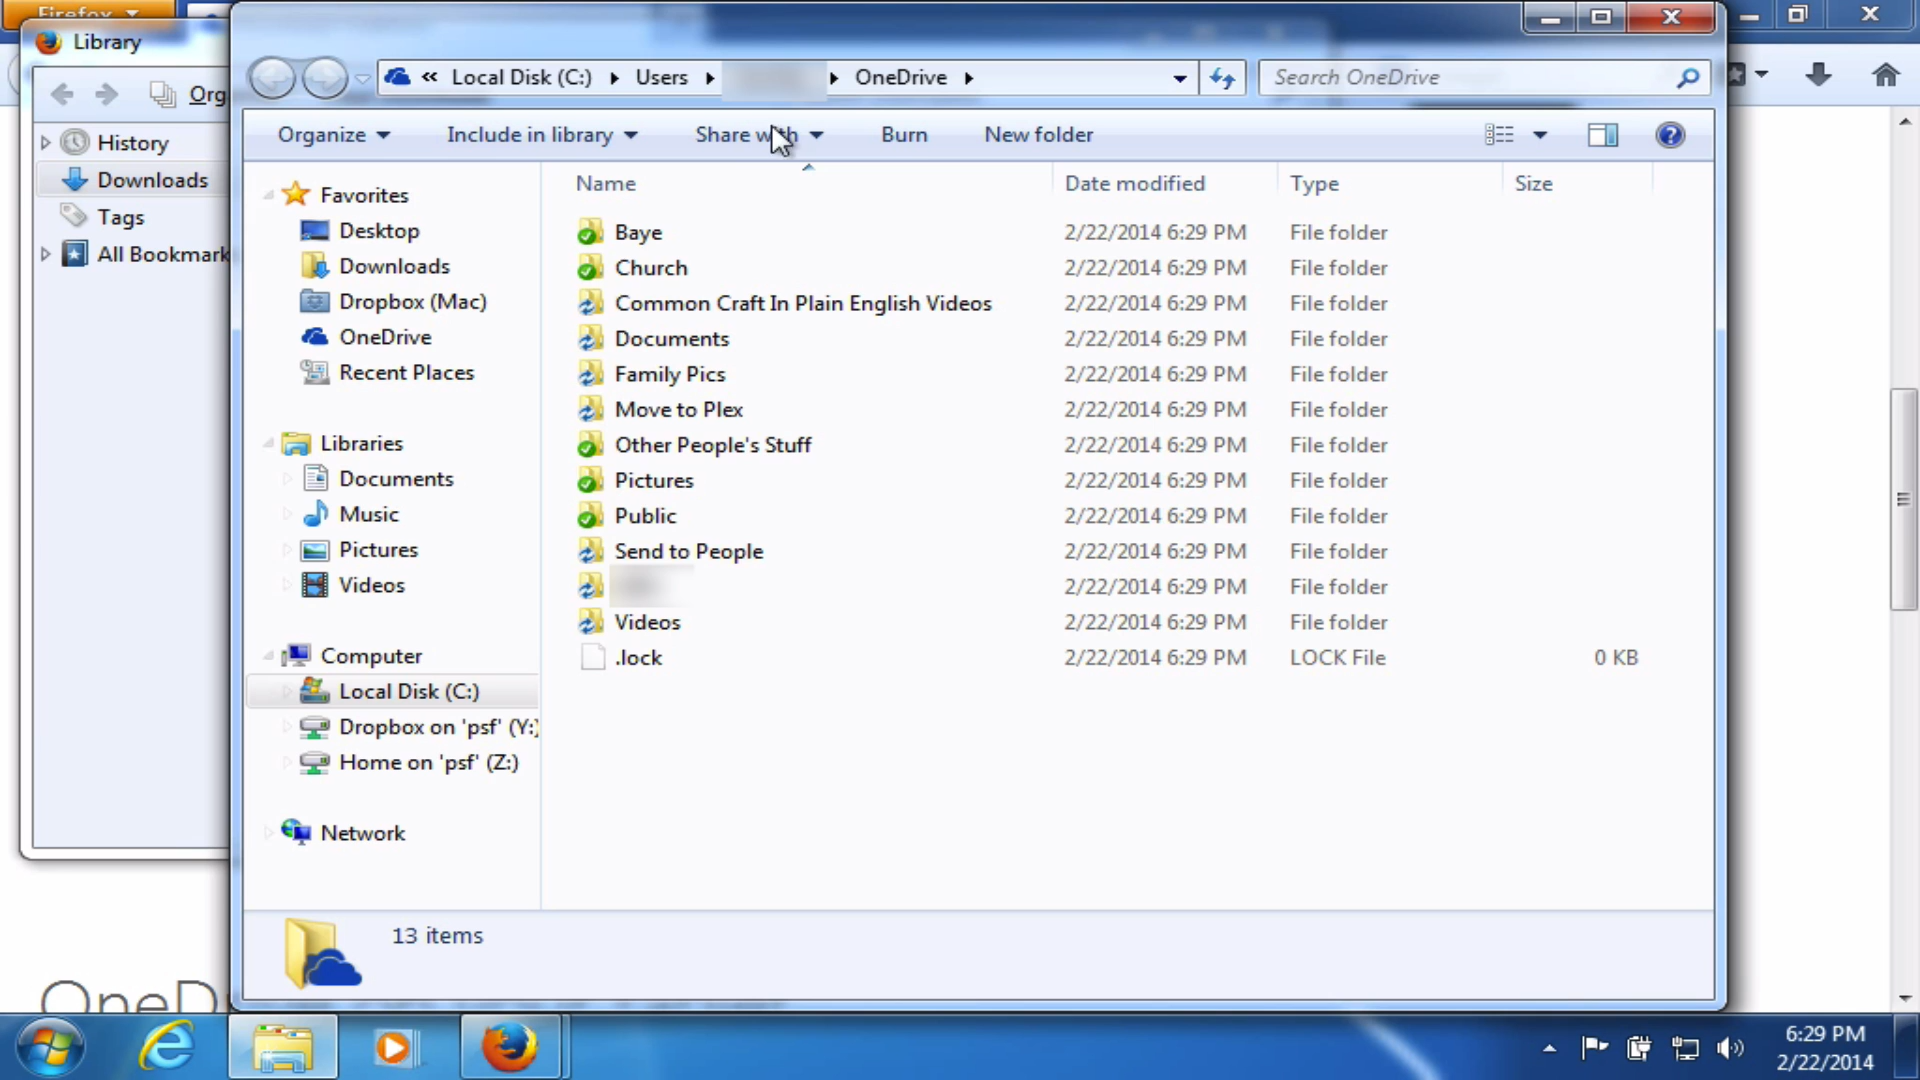 Firefox
Library
« Local Disk (C:) Users OneDrive
Search OneDrive
Organize
Include in library
Share with
Burn
New folder
History
Downloads
Tags
Favorites
Desktop
Downloads
Dropbox (Mac)
OneDrive
Recent Places
Libraries
Documents
Music
Pictures
Videos
Computer
Local Disk (C:)
Dropbox on 'psf' (Y:)
Home on 'psf' (Z:)
Network
Name Date modified Type Size
Baye 2/22/2014 6:29 PM File folder
Church 2/22/2014 6:29 PM File folder
Common Craft In Plain English Videos 2/22/2014 6:29 PM File folder
Documents 2/22/2014 6:29 PM File folder
Family Pics 2/22/2014 6:29 PM File folder
Move to Plex 2/22/2014 6:29 PM File folder
Other People's Stuff 2/22/2014 6:29 PM File folder
Pictures 2/22/2014 6:29 PM File folder
Public 2/22/2014 6:29 PM File folder
Send to People 2/22/2014 6:29 PM File folder
2/22/2014 6:29 PM File folder
Videos 2/22/2014 6:29 PM File folder
.lock 2/22/2014 6:29 PM LOCK File 0 KB
13 items
6:29 PM
2/22/2014